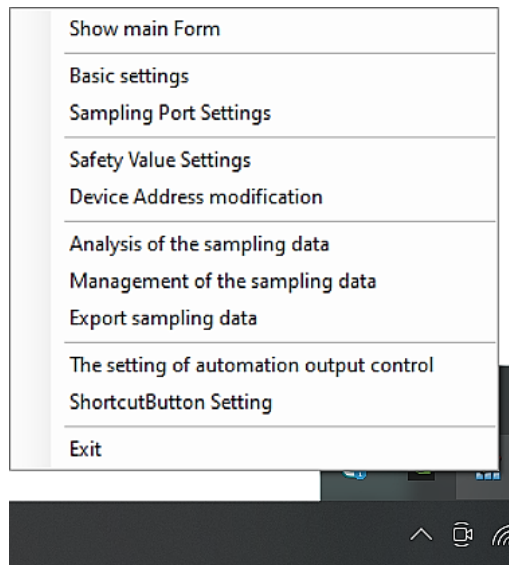 Show main Form
Basic settings
Sampling Port Settings
Safety Value Settings
Device Address modification
Analysis of the sampling data
Management of the sampling data
Export sampling data
The setting of automation output control
ShortcutButton Setting
Exit